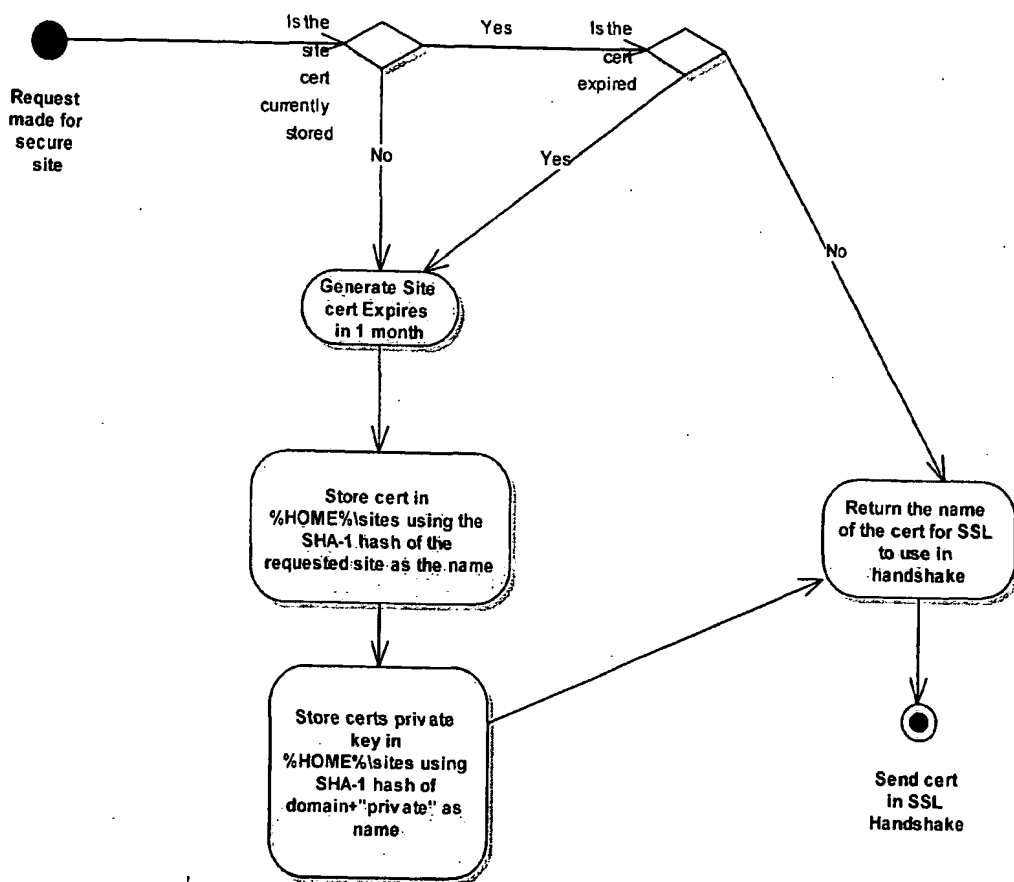 Request
made for
secure
site
Is the
site
cert
currently
stored
Yes
Is the
cert
expired
No
Yes
No
Generate Site
cert Expires
in 1 month
Store cert in
%HOME%\sites using the
SHA-1 hash of the
requested site as the name
Store certs private
key in
%HOME%\sites using
SHA-1 hash of
domain+"private" as
name
Return the name
of the cert for SSL
to use in
handshake
Send cert
in SSL
Handshake